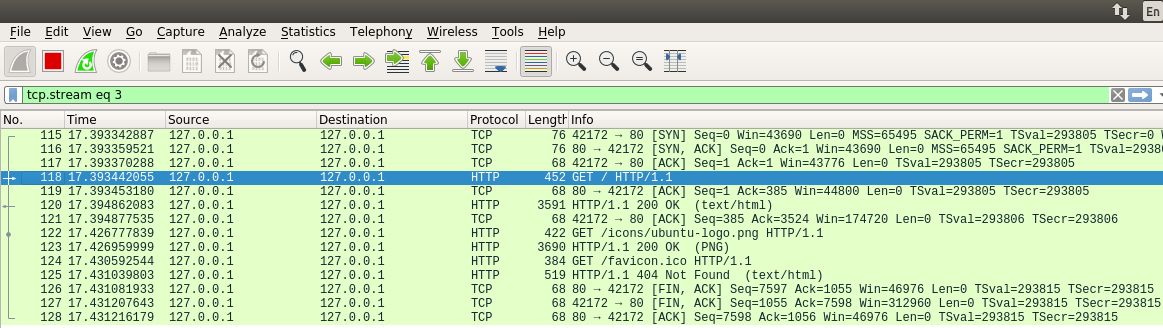 En
File Edit View Go Capture Analyze Statistics Telephony Wireless Tools Help
tcp.stream eq 3
No. Time Source Destination Protocol Length Info
115 17.393342887 127.0.0.1 127.0.0.1 TCP 76 42172 → 80 [SYN] Seq=0 Win=43690 Len=0 MSS=65495 SACK_PERM=1 TSval=293805 TSecr=0 W
116 17.393359521 127.0.0.1 127.0.0.1 TCP 76 80 → 42172 [SYN, ACK] Seq=0 Ack=1 Win=43690 Len=0 MSS=65495 SACK_PERM=1 TSval=2938
117 17.393370288 127.0.0.1 127.0.0.1 TCP 68 42172 → 80 [ACK] Seq=1 Ack=1 Win=43776 Len=0 TSval=293805 TSecr=293805
118 17.393442055 127.0.0.1 127.0.0.1 HTTP 452 GET / HTTP/1.1
119 17.393453180 127.0.0.1 127.0.0.1 TCP 68 80 → 42172 [ACK] Seq=1 Ack=385 Win=44800 Len=0 TSval=293805 TSecr=293805
120 17.394862083 127.0.0.1 127.0.0.1 HTTP 3591 HTTP/1.1 200 OK (text/html)
121 17.394877535 127.0.0.1 127.0.0.1 TCP 68 42172 → 80 [ACK] Seq=385 Ack=3524 Win=174720 Len=0 TSval=293806 TSecr=293806
122 17.426777839 127.0.0.1 127.0.0.1 HTTP 422 GET /icons/ubuntu-logo.png HTTP/1.1
123 17.426959999 127.0.0.1 127.0.0.1 HTTP 3690 HTTP/1.1 200 OK (PNG)
124 17.430592544 127.0.0.1 127.0.0.1 HTTP 384 GET /favicon.ico HTTP/1.1
125 17.431039803 127.0.0.1 127.0.0.1 HTTP 519 HTTP/1.1 404 Not Found (text/html)
126 17.431081933 127.0.0.1 127.0.0.1 TCP 68 80 → 42172 [FIN, ACK] Seq=7597 Ack=1055 Win=46976 Len=0 TSval=293815 TSecr=293815
127 17.431207643 127.0.0.1 127.0.0.1 TCP 68 42172 → 80 [FIN, ACK] Seq=1055 Ack=7598 Win=312960 Len=0 TSval=293815 TSecr=293815
128 17.431216179 127.0.0.1 127.0.0.1 TCP 68 80 → 42172 [ACK] Seq=7598 Ack=1056 Win=46976 Len=0 TSval=293815 TSecr=293815